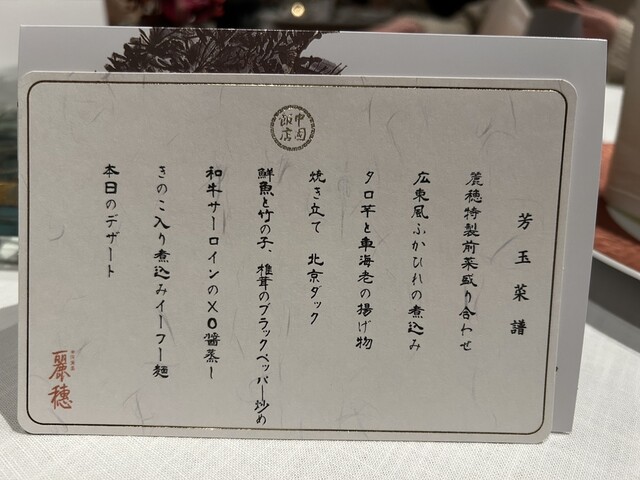 中国
飯店
芳玉菜譜
麗穂特製前菜盛り合わせ
広東風ふかひれの煮込み
タロ芋と車海老の揚げ物
焼き立て 北京ダック
鮮魚と竹の子、椎茸のブラックペッパー炒め
和牛サーロインのXO醤蒸し
きのこ入り煮込みイーフー麺
本日のデザート
麗穂